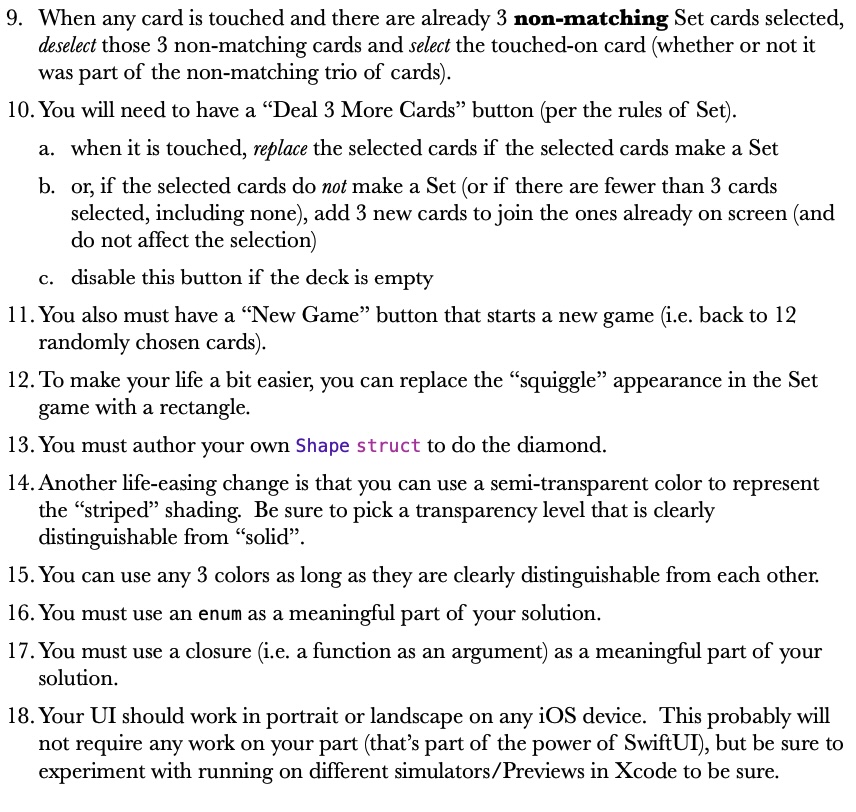 9. When any card is touched and there are already 3 non-matching Set cards selected,
deselect those 3 non-matching cards and select the touched-on card (whether or not it
was part of the non-matching trio of cards).
10. You will need to have a “Deal 3 More Cards” button (per the rules of Set).
a. when it is touched, replace the selected cards if the selected cards make a Set
b. or, if the selected cards do not make a Set (or if there are fewer than 3 cards
selected, including none), add 3 new cards to join the ones already on screen (and
do not affect the selection)
c. disable this button if the deck is empty
11. You also must have a “New Game” button that starts a new game (i.e. back to 12
randomly chosen cards).
12. To make your life a bit easier, you can replace the “squiggle” appearance in the Set
game with a rectangle.
13. You must author your own Shape struct to do the diamond.
14. Another life-easing change is that you can use a semi-transparent color to represent
the “striped” shading. Be sure to pick a transparency level that is clearly
distinguishable from “solid”.
15. You can use any 3 colors as long as they are clearly distinguishable from each other.
16. You must use an enum as a meaningful part of your solution.
17. You must use a closure (i.e. a function as an argument) as a meaningful part of your
solution.
18. Your UI should work in portrait or landscape on any iOS device. This probably will
not require any work on your part (that’s part of the power of SwiftUI), but be sure to
experiment with running on different simulators/Previews in Xcode to be sure.